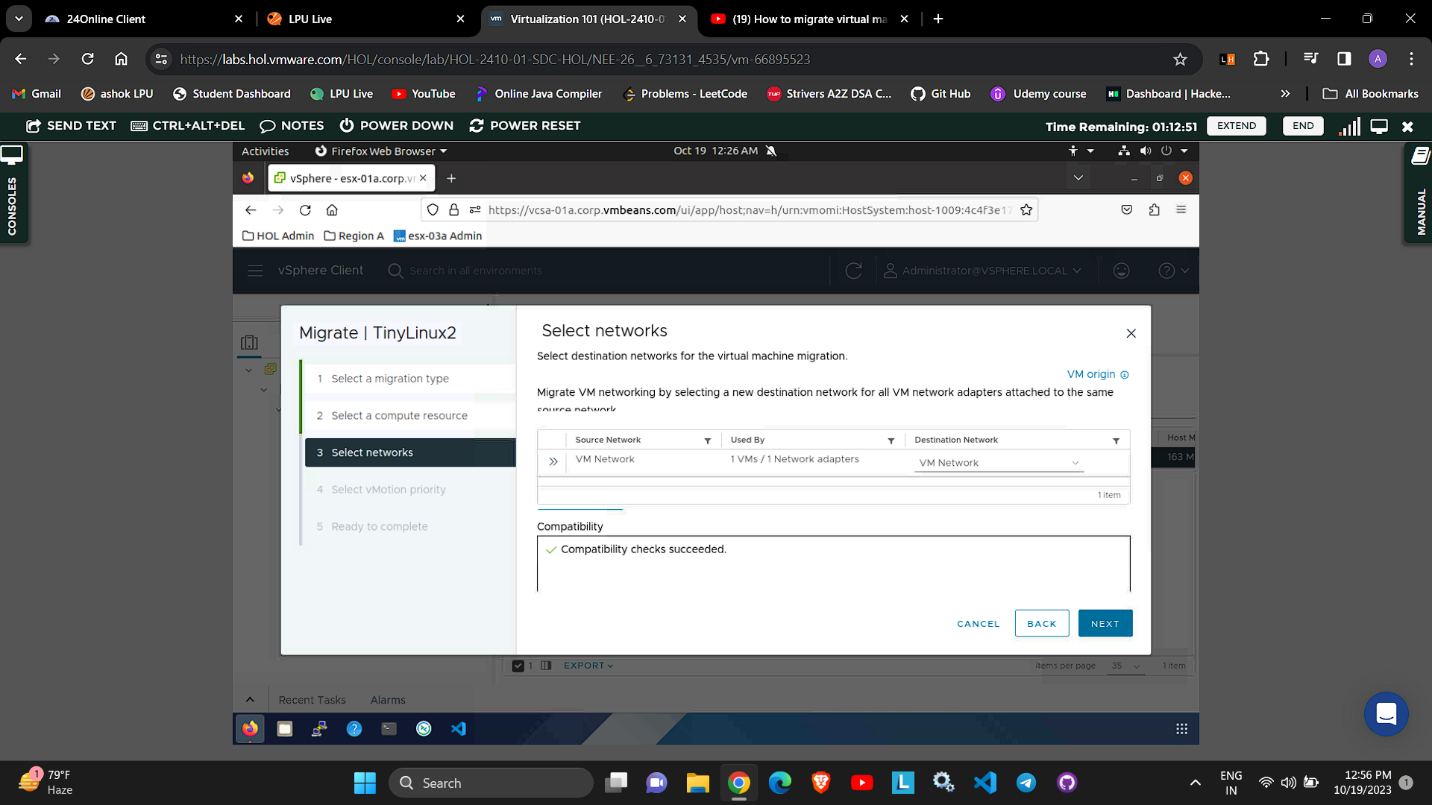 24Online Client
LPU Live
Virtualization 101 (HOL-2410-0
(19) How to migrate virtual ma
https://labs.hol.vmware.com/HOL/console/lab/HOL-2410-01-SDC-HOL/NEE-26__6_73131_4535/vm-66895523
A
Gmail
ashok LPU
Student Dashboard
LPU Live
YouTube
Online Java Compiler
Problems - LeetCode
Strivers A2Z DSA C...
Git Hub
Udemy course
Dashboard | Hacke...
All Bookmarks
SEND TEXT
CTRL+ALT+DEL
NOTES
POWER DOWN
POWER RESET
Time Remaining: 01:12:51
EXTEND
END
CONSOLES
MANUAL
Activities
Firefox Web Browser
Oct 19 12:26 AM
vSphere - esx-01a.corp.vm
https://vcsa-01a.corp.vmbeans.com/ui/app/host;nav=h/urn:vmomi:HostSystem:host-1009:4c4f3e17
HOL Admin
Region A
esx-03a Admin
vSphere Client
Search in all environments
Administrator@VSPHERE.LOCAL
Migrate | TinyLinux2
1 Select a migration type
2 Select a compute resource
3 Select networks
4 Select vMotion priority
5 Ready to complete
Select networks
Select destination networks for the virtual machine migration.
VM origin
Migrate VM networking by selecting a new destination network for all VM network adapters attached to the same
source network.
Source Network
Used By
Destination Network
VM Network
1 VMs / 1 Network adapters
VM Network
1 item
Compatibility
Compatibility checks succeeded.
CANCEL
BACK
NEXT
Host M
163 M
1
EXPORT
Items per page
35
1 item
Recent Tasks
Alarms
1
79°F
Haze
Search
ENG
IN
12:56 PM
10/19/2023
1